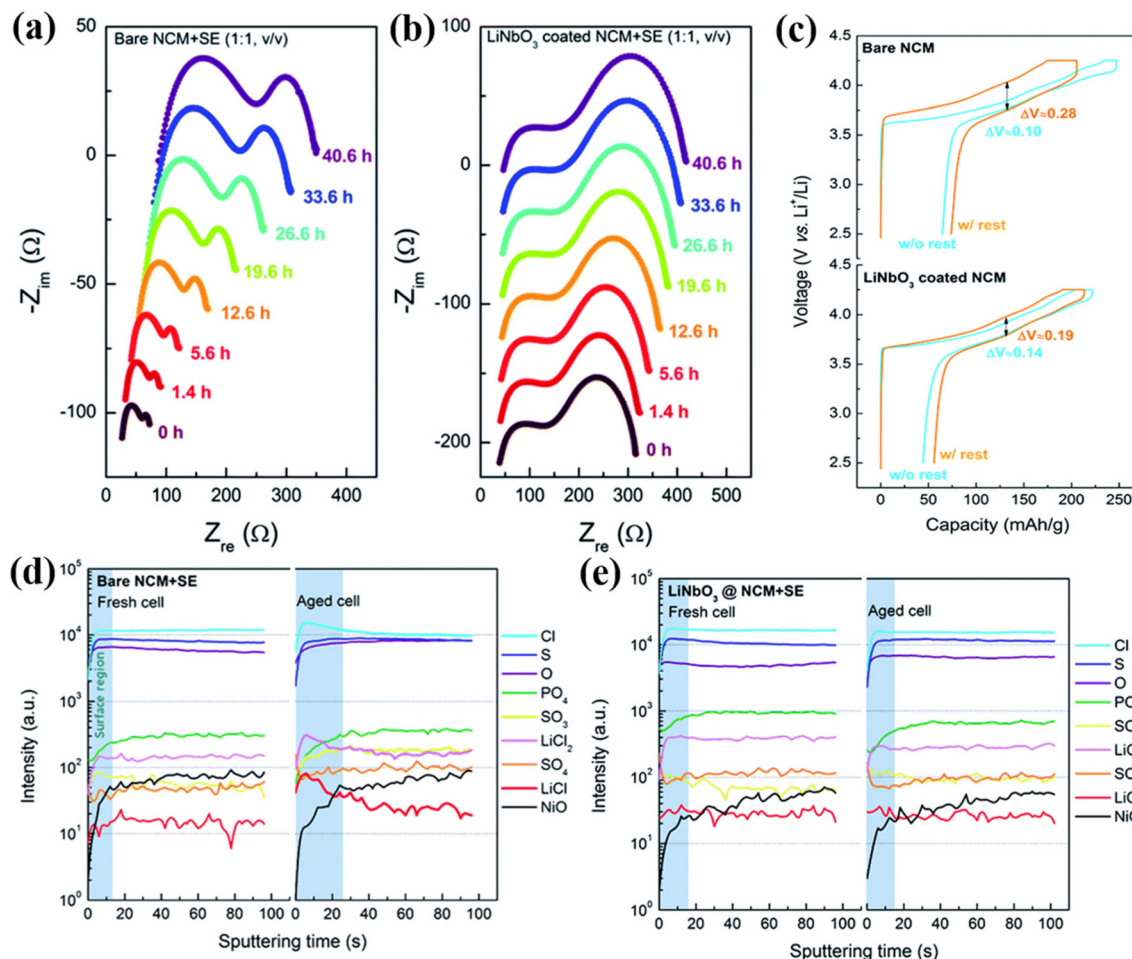 (a)
Bare NCM+SE (1:1, v/v)
50
0
-50
-100
-Zim (Ω)
40.6 h
33.6 h
26.6 h
19.6 h
12.6 h
5.6 h
1.4 h
0 h
0 100 200 300 400
Zre (Ω)
(b)
LiNbO3 coated NCM+SE (1:1, v/v)
100
0
-100
-200
-Zim (Ω)
40.6 h
33.6 h
26.6 h
19.6 h
12.6 h
5.6 h
1.4 h
0 h
0 100 200 300 400 500
Zre (Ω)
(c)
Bare NCM
4.5
4.0
3.5
3.0
2.5
ΔV≈0.28
ΔV≈0.10
w/o rest
w/ rest
Voltage (V vs. Li+/Li)
LiNbO3 coated NCM
4.5
4.0
3.5
3.0
2.5
ΔV≈0.19
ΔV≈0.14
w/ rest
w/o rest
0 50 100 150 200 250
Capacity (mAh/g)
(d)
Bare NCM+SE
Fresh cell
Aged cell
Surface region
10^5
10^4
10^3
10^2
10^1
10^0
Intensity (a.u.)
0 20 40 60 80 0 20 40 60 80 100
Sputtering time (s)
Cl
S
O
PO4
SO3
LiCl2
SO4
LiCl
NiO
(e)
LiNbO3 @ NCM+SE
Fresh cell
Aged cell
10^5
10^4
10^3
10^2
10^1
10^0
Intensity (a.u.)
0 20 40 60 80 100 0 20 40 60 80 100
Sputtering time (s)
Cl
S
O